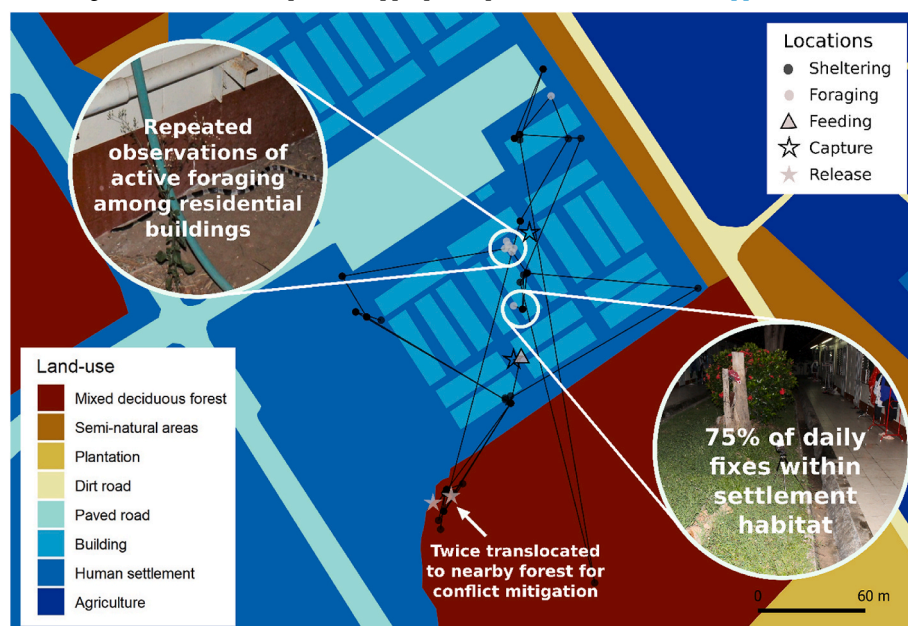 Repeated
observations of
active foraging
among residential
buildings
Locations
Sheltering
Foraging
Feeding
Capture
Release
Land-use
Mixed deciduous forest
Semi-natural areas
Plantation
Dirt road
Paved road
Building
Human settlement
Agriculture
Twice translocated
to nearby forest for
conflict mitigation
75% of daily
fixes within
settlement
habitat
0
60 m